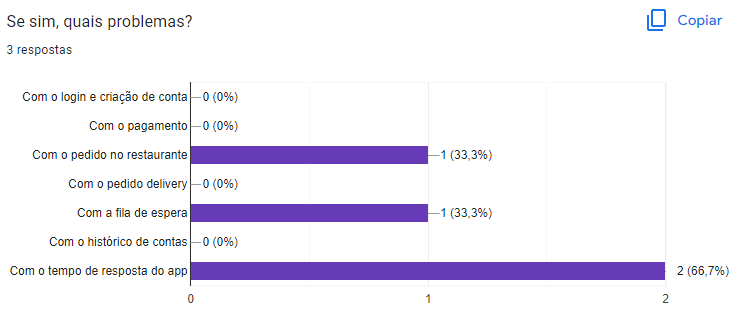 Se sim, quais problemas?
Copiar
3 respostas
Com o login e criação de conta 0 (0%)
Com o pagamento 0 (0%)
Com o pedido no restaurante 1 (33,3%)
Com o pedido delivery 0 (0%)
Com a fila de espera 1 (33,3%)
Com o histórico de contas 0 (0%)
Com o tempo de resposta do app 2 (66,7%)
0 1 2